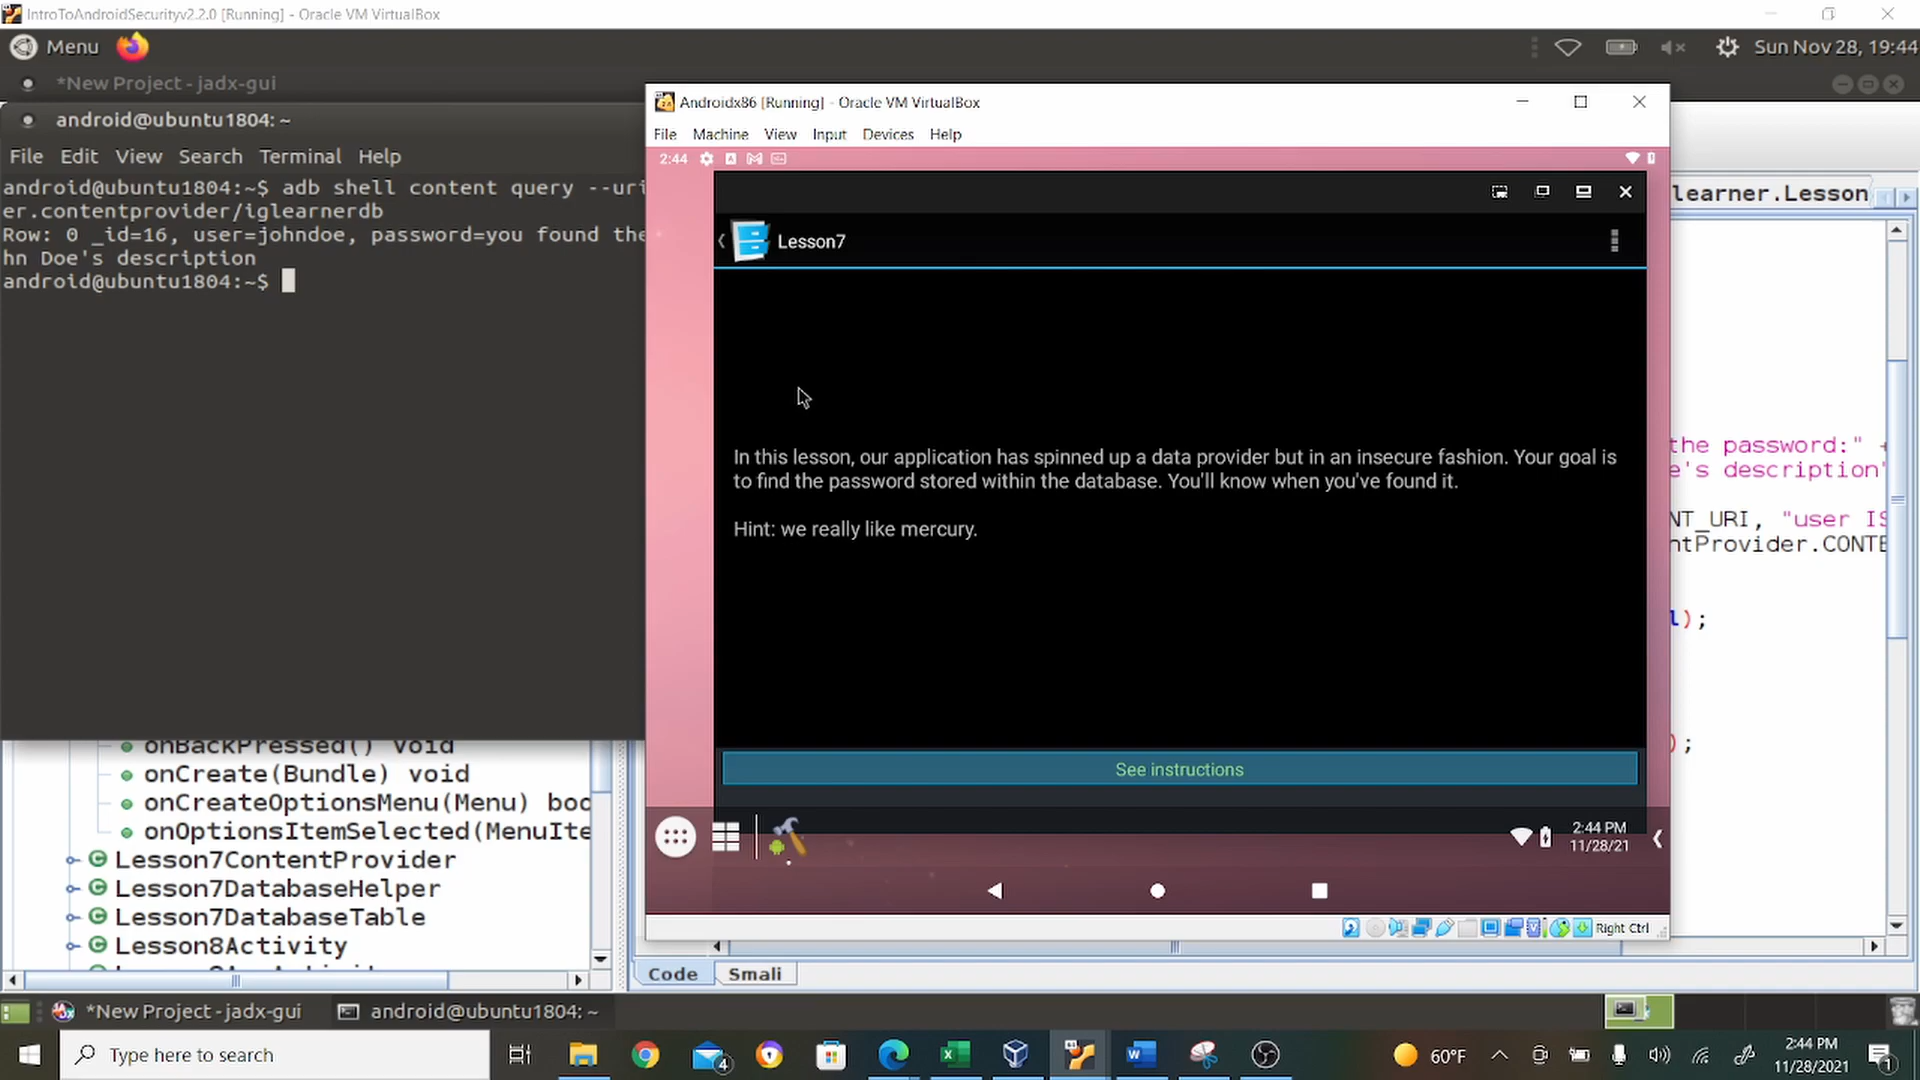 IntroToAndroidSecurityv2.2.0 [Running] - Oracle VM VirtualBox
Menu
Sun Nov 28, 19:44
*New Project - jadx-gui
android@ubuntu1804: ~
File Edit View Search Terminal Help
android@ubuntu1804:~$ adb shell content query --uri
er.contentprovider/iglearnerdb
Row: 0 _id=16, user=johndoe, password=you found the
hn Doe's description
android@ubuntu1804:~$
Androidx86 [Running] - Oracle VM VirtualBox
File Machine View Input Devices Help
2:44
Lesson7
In this lesson, our application has spinned up a data provider but in an insecure fashion. Your goal is
to find the password stored within the database. You'll know when you've found it.
Hint: we really like mercury.
See instructions
2:44 PM
11/28/21
Right Ctrl
learner.Lesson
the password:" +
e's description"
NT_URI, "user IS
ntProvider.CONTE
l);
);
onBackPressed() void
onCreate(Bundle) void
onCreateOptionsMenu(Menu) boo
onOptionsItemSelected(MenuIte
Lesson7ContentProvider
Lesson7DatabaseHelper
Lesson7DatabaseTable
Lesson8Activity
Code Smali
*New Project - jadx-gui
android@ubuntu1804: ~
Type here to search
4
60°F
2:44 PM
11/28/2021
1